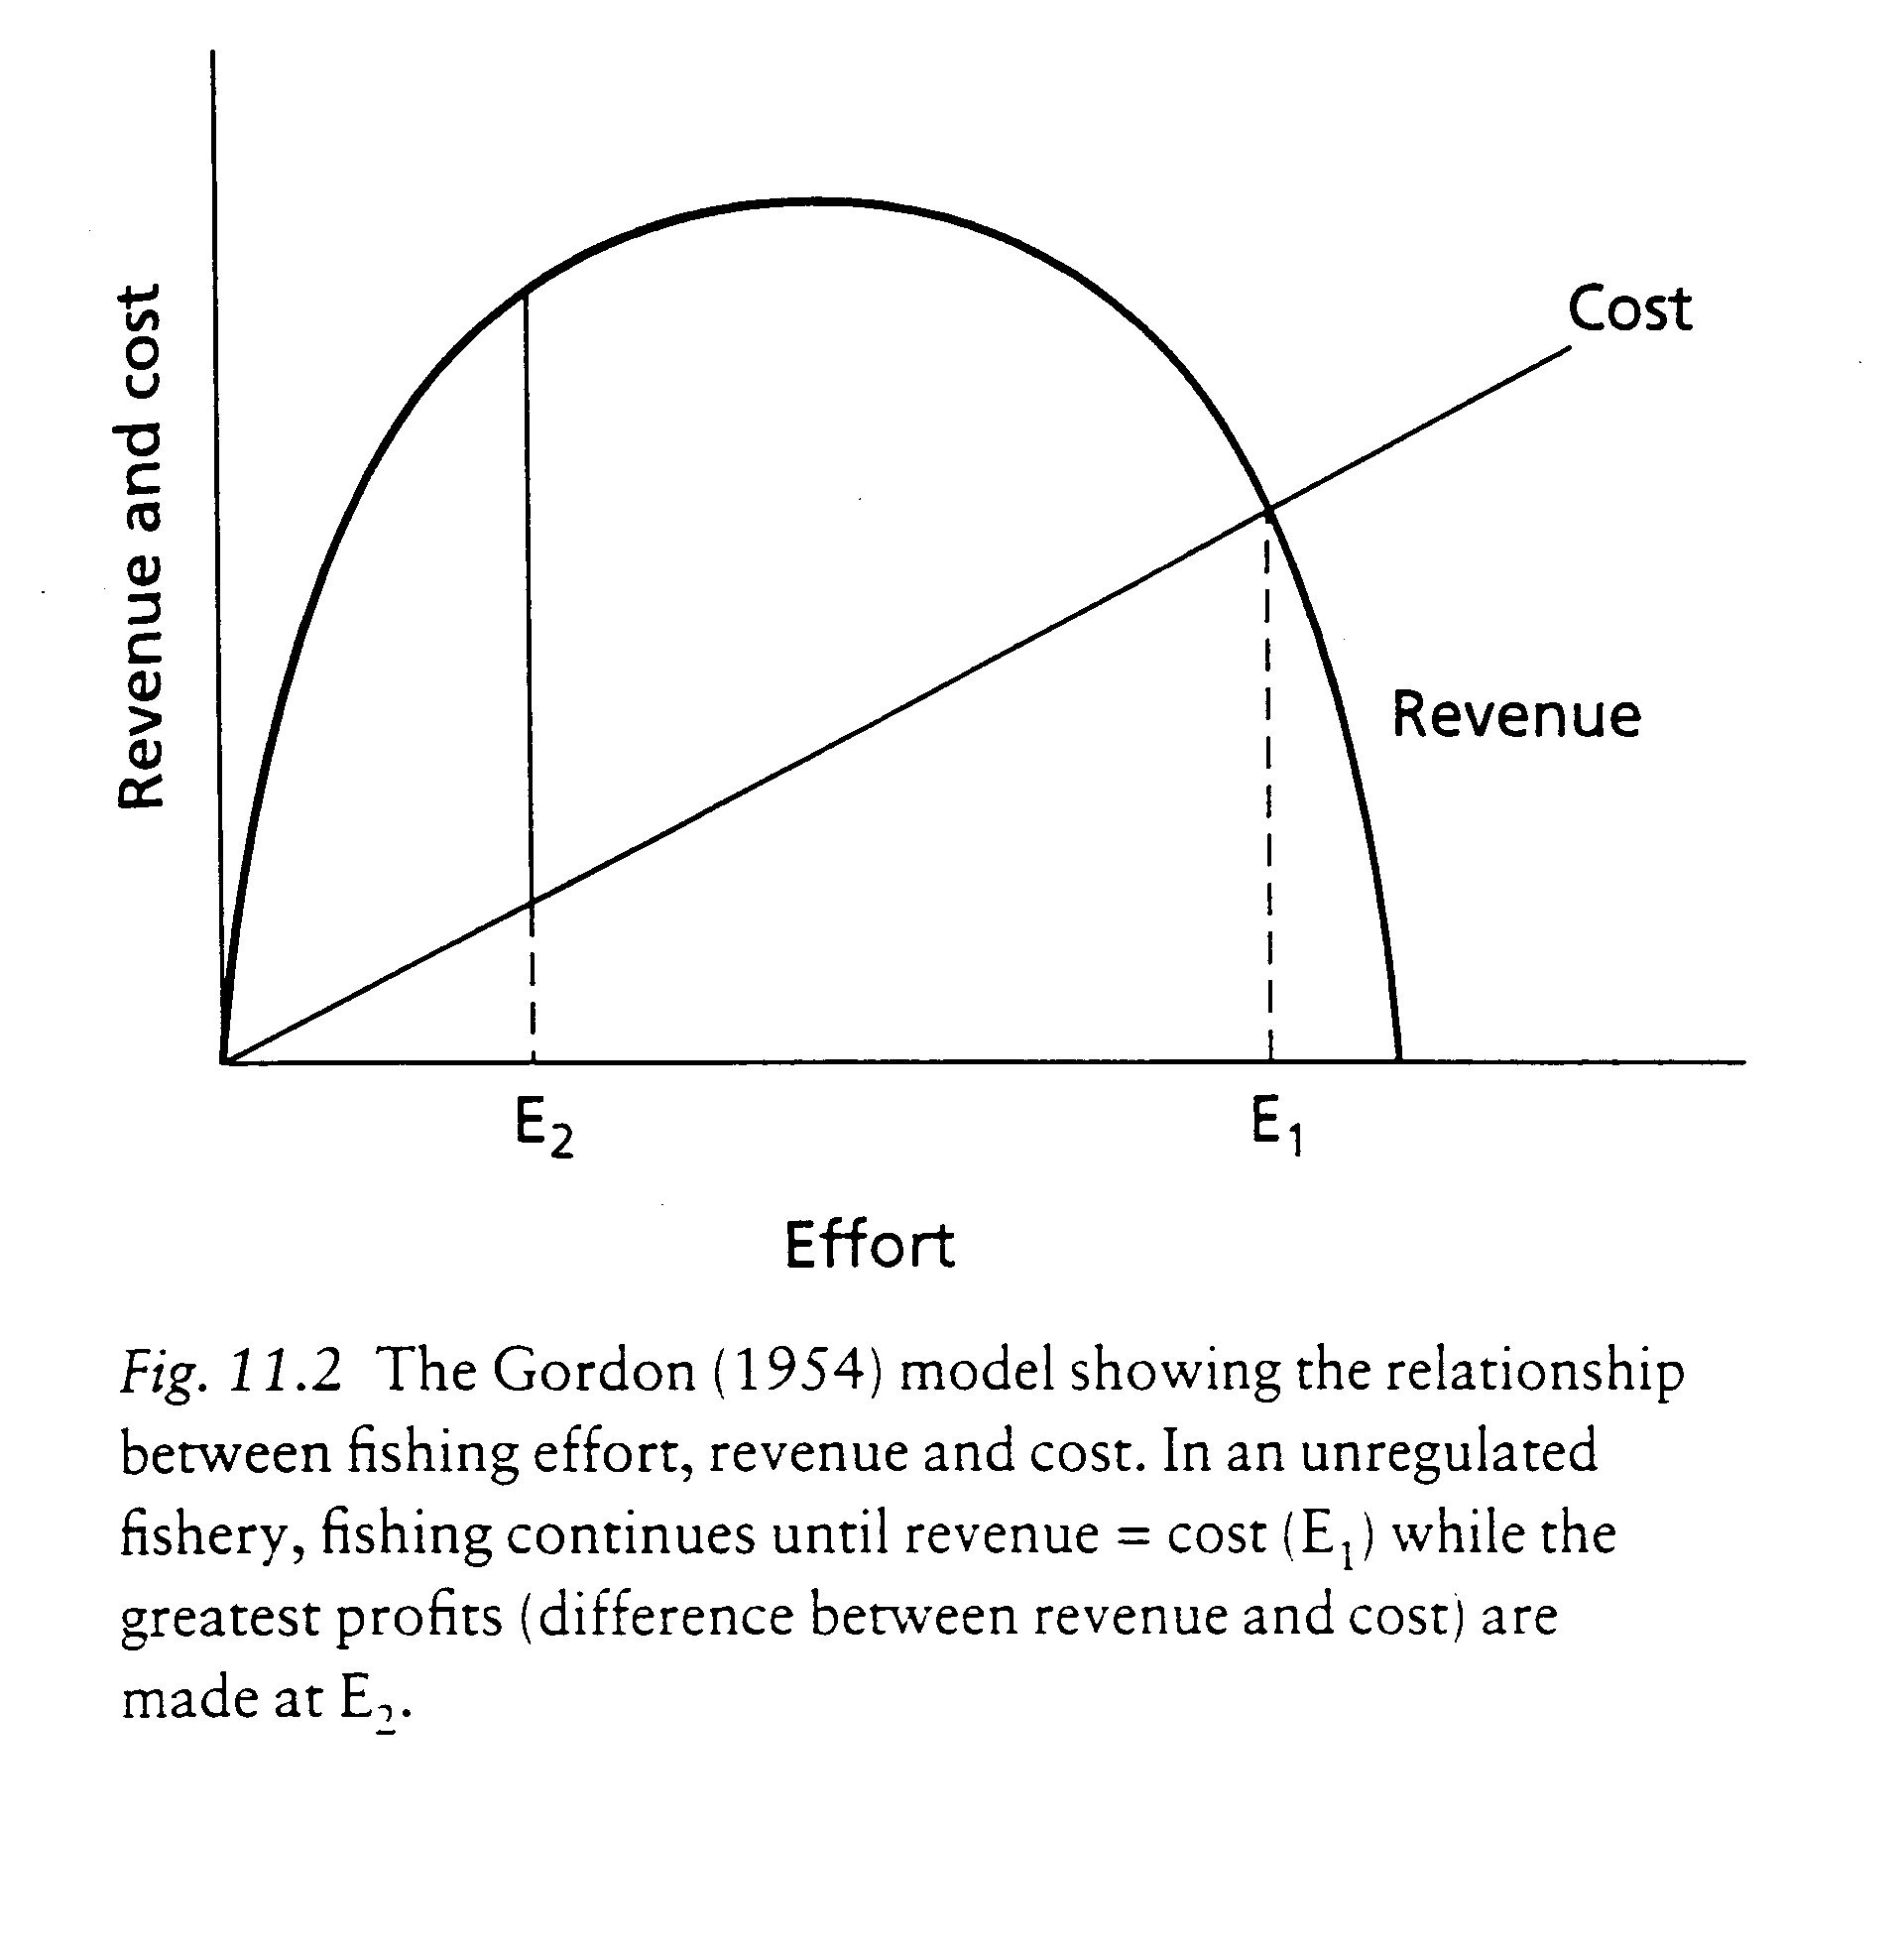 Revenue and cost
Cost
Revenue
E₂
E₁
Effort
Fig. 11.2 The Gordon (1954) model showing the relationship
between fishing effort, revenue and cost. In an unregulated
fishery, fishing continues until revenue = cost (E₁) while the
greatest profits (difference between revenue and cost) are
made at E₂.